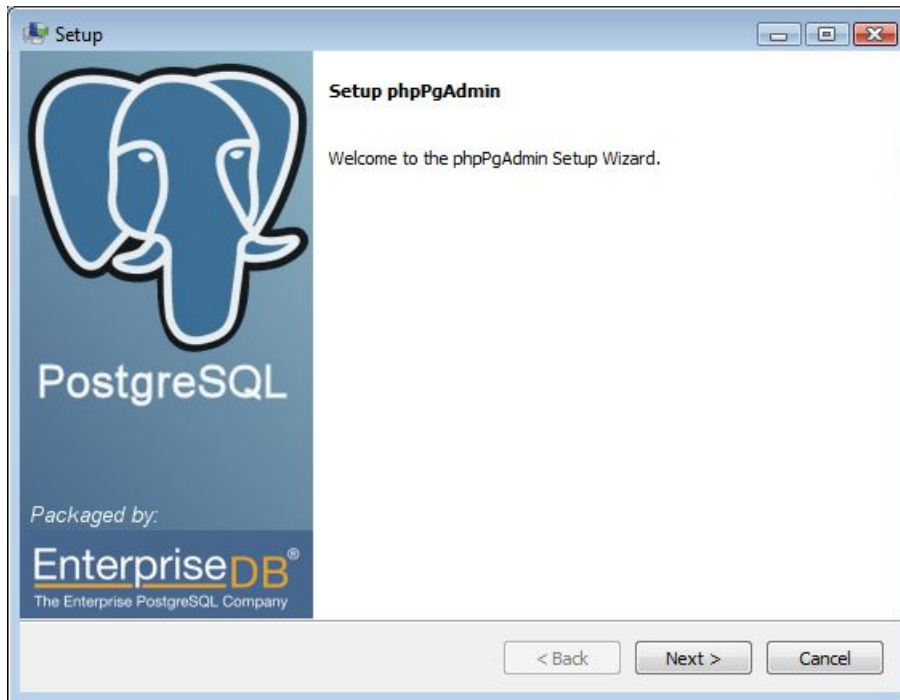 Setup
Setup phpPgAdmin
Welcome to the phpPgAdmin Setup Wizard.
PostgreSQL
Packaged by:
EnterpriseDB®
The Enterprise PostgreSQL Company
< Back
Next >
Cancel